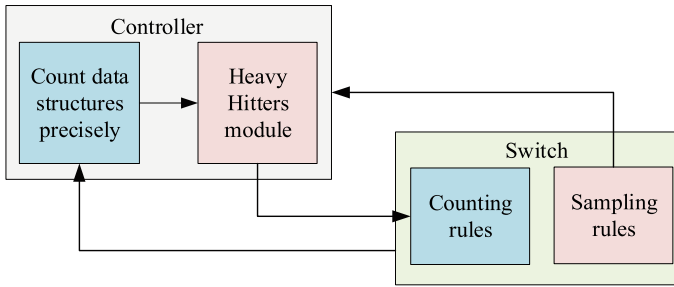 Controller
Count data
structures
precisely
Heavy
Hitters
module
Switch
Counting
rules
Sampling
rules